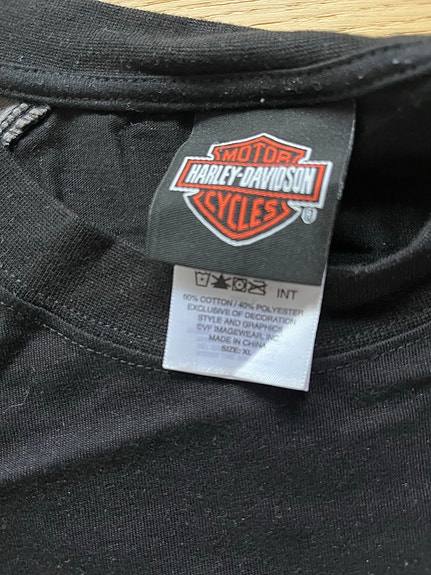 MOTOR
HARLEY-DAVIDSON
CYCLES
®
INT
60% COTTON / 40% POLYESTER
EXCLUSIVE OF DECORATION
STYLE AND GRAPHICS
©VF IMAGEWEAR, INC.
MADE IN CHINA
SIZE: XL